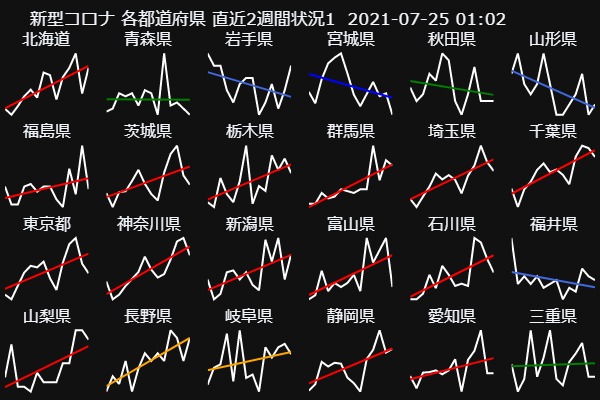 新型コロナ 各都道府県 直近2週間状況1 2021-07-25 01:02
北海道 青森県 岩手県 宮城県 秋田県 山形県
福島県 茨城県 栃木県 群馬県 埼玉県 千葉県
東京都 神奈川県 新潟県 富山県 石川県 福井県
山梨県 長野県 岐阜県 静岡県 愛知県 三重県